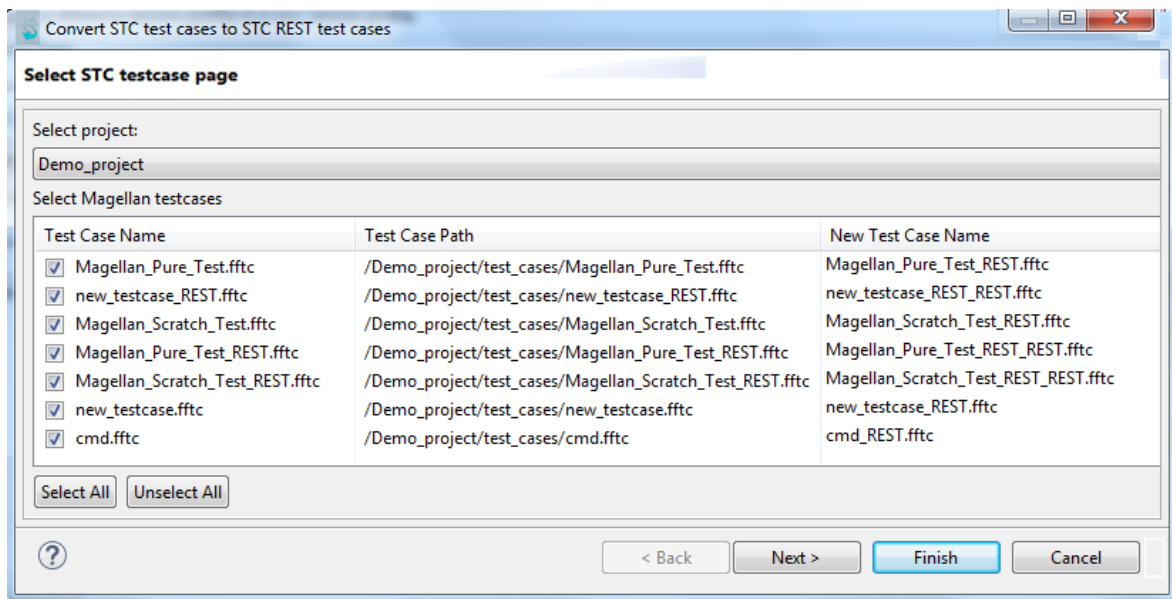 Convert STC test cases to STC REST test cases
Select STC testcase page
Select project:
Demo_project
Select Magellan testcases
Test Case Name Test Case Path New Test Case Name
Magellan_Pure_Test.fftc /Demo_project/test_cases/Magellan_Pure_Test.fftc Magellan_Pure_Test_REST.fftc
new_testcase_REST.fftc /Demo_project/test_cases/new_testcase_REST.fftc new_testcase_REST_REST.fftc
Magellan_Scratch_Test.fftc /Demo_project/test_cases/Magellan_Scratch_Test.fftc Magellan_Scratch_Test_REST.fftc
Magellan_Pure_Test_REST.fftc /Demo_project/test_cases/Magellan_Pure_Test_REST.fftc Magellan_Pure_Test_REST_REST.fftc
Magellan_Scratch_Test_REST.fftc /Demo_project/test_cases/Magellan_Scratch_Test_REST.fftc Magellan_Scratch_Test_REST_REST.fftc
new_testcase.fftc /Demo_project/test_cases/new_testcase.fftc new_testcase_REST.fftc
cmd.fftc /Demo_project/test_cases/cmd.fftc cmd_REST.fftc
Select All Unselect All
? < Back Next > Finish Cancel